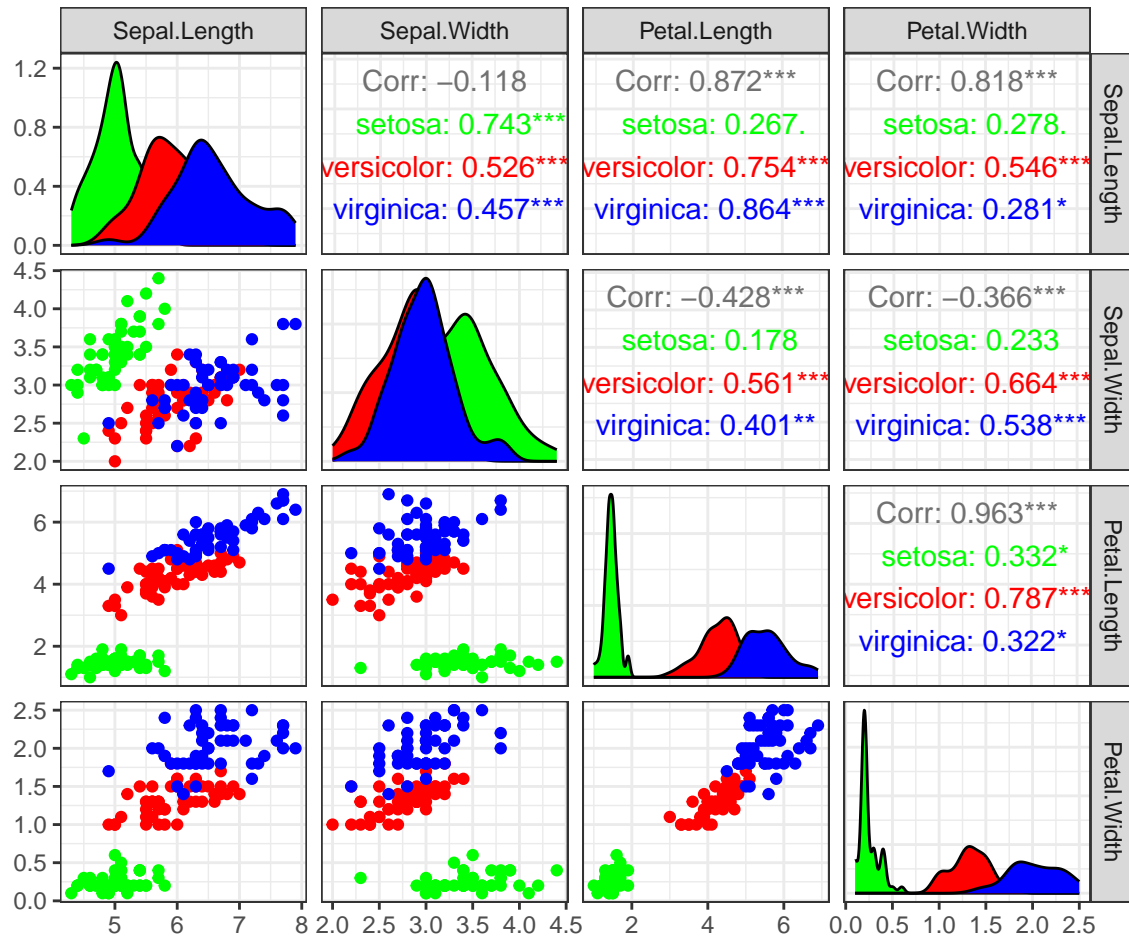 Sepal.Length Sepal.Width Petal.Length Petal.Width
1.2
0.8
0.4
0.0
Corr: −0.118
setosa: 0.743***
versicolor: 0.526***
virginica: 0.457***
Corr: 0.872***
setosa: 0.267.
versicolor: 0.754***
virginica: 0.864***
Corr: 0.818***
setosa: 0.278.
versicolor: 0.546***
virginica: 0.281*
Sepal.Length
4.5
4.0
3.5
3.0
2.5
2.0
Corr: −0.428***
setosa: 0.178
versicolor: 0.561***
virginica: 0.401**
Corr: −0.366***
setosa: 0.233
versicolor: 0.664***
virginica: 0.538***
Sepal.Width
6
4
2
Corr: 0.963***
setosa: 0.332*
versicolor: 0.787***
virginica: 0.322*
Petal.Length
2.5
2.0
1.5
1.0
0.5
0.0
Petal.Width
5 6 7 8 2.0 2.5 3.0 3.5 4.0 4.5 2 4 6 0.0 0.5 1.0 1.5 2.0 2.5